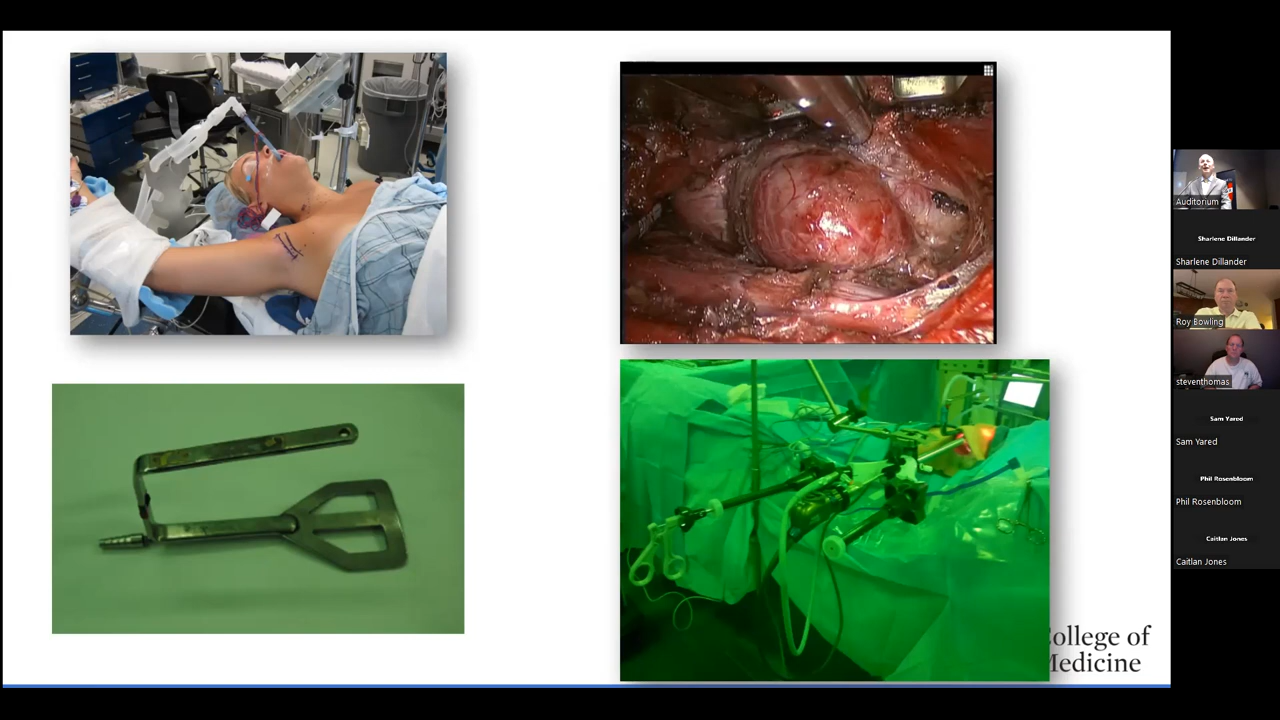 College of
Medicine
Auditorium
Sharlene Dillander
Sharlene Dillander
Roy Bowling
steventhomas
Sam Yared
Sam Yared
Phil Rosenbloom
Phil Rosenbloom
Caitlan Jones
Caitlan Jones